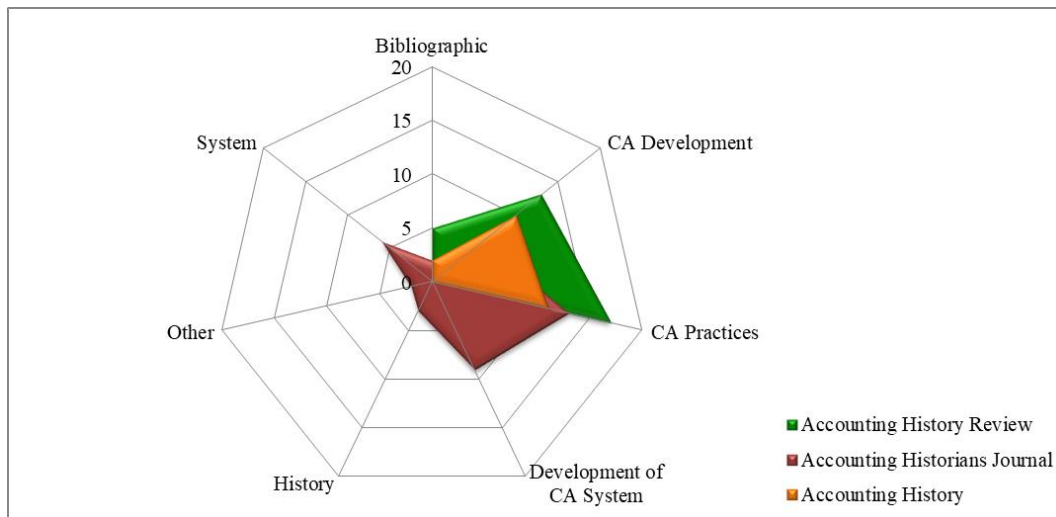 Bibliographic
20
15
10
5
0
System
CA Development
Other
CA Practices
History
Development of
CA System
Accounting History Review
Accounting Historians Journal
Accounting History